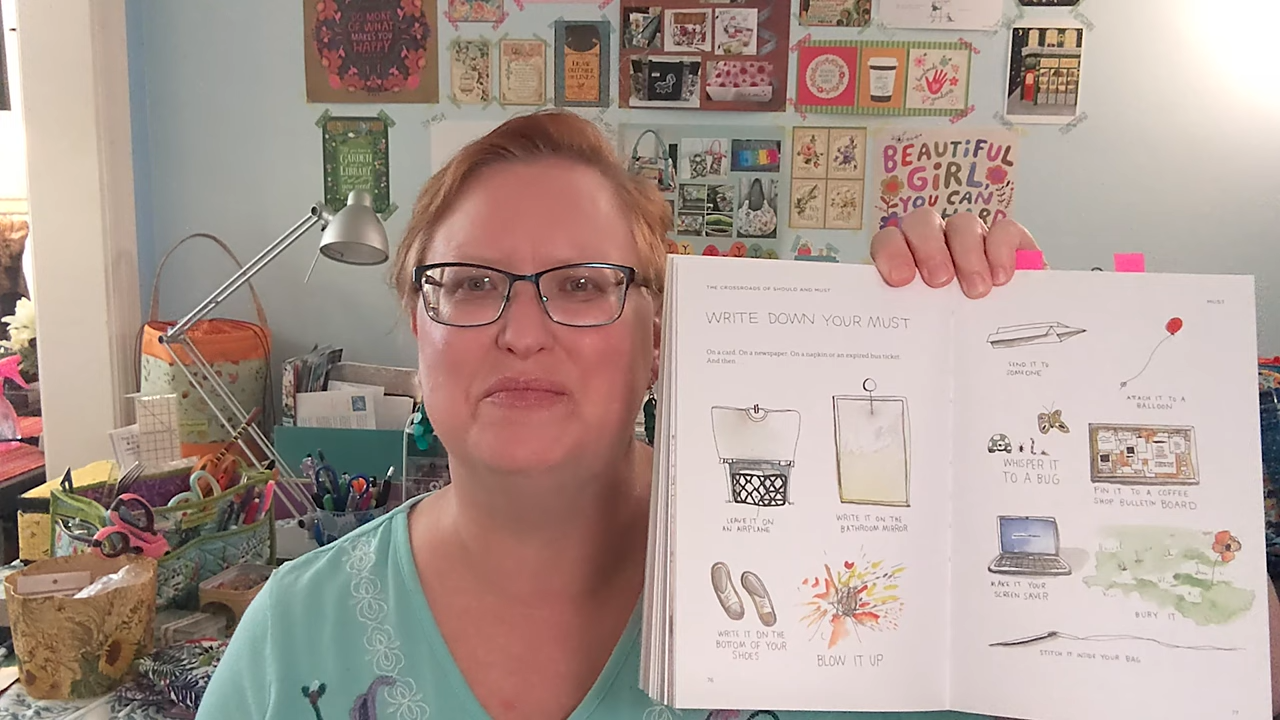 DO MORE
OF WHAT
MAKES YOU
HAPPY
GARDEN
LIBRARY
BEAUTIFUL
GIRL,
YOU CAN
HARD
THE CROSSROADS OF SHOULD AND MUST
WRITE DOWN YOUR MUST
On a card. On a newspaper. On a napkin or an expired bus ticket.
And then.
LEAVE IT ON
AN AIRPLANE
WRITE IT ON THE
BATHROOM MIRROR
WRITE IT ON THE
BOTTOM OF YOUR
SHOES
BLOW IT UP
76
MUST
SEND IT TO
SOMEONE
ATTACH IT TO A
BALLOON
WHISPER IT
TO A BUG
PIN IT TO A COFFEE
SHOP BULLETIN BOARD
MAKE IT YOUR
SCREEN SAVER
BURY IT
STITCH IT INSIDE YOUR BAG
77